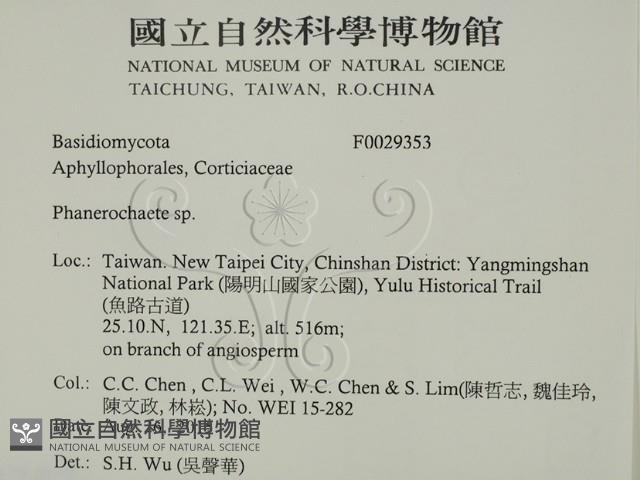 國立自然科學博物館
NATIONAL MUSEUM OF NATURAL SCIENCE
TAICHUNG, TAIWAN, R.O.CHINA
Basidiomycota F0029353
Aphyllophorales, Corticiaceae
Phanerochaete sp.
Loc.: Taiwan. New Taipei City, Chinshan District: Yangmingshan
National Park (陽明山國家公園), Yulu Historical Trail
(魚路古道)
25.10.N, 121.35.E; alt. 516m;
on branch of angiosperm
Col.: C.C. Chen , C.L. Wei , W.C. Chen & S. Lim(陳哲志, 魏佳玲,
陳文政, 林崧); No. WEI 15-282
國立自然科學博物館
NATIONAL MUSEUM OF NATURAL SCIENCE
Det.: S.H. Wu (吳聲華)